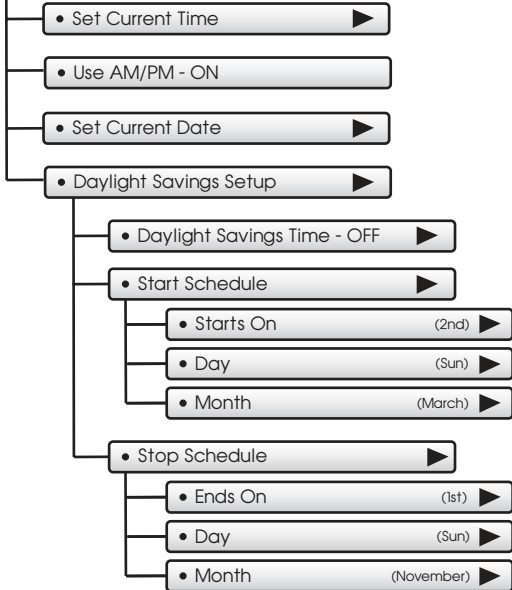 • Set Current Time
• Use AM/PM - ON
• Set Current Date
• Daylight Savings Setup
• Daylight Savings Time - OFF
• Start Schedule
• Starts On (2nd)
• Day (Sun)
• Month (March)
• Stop Schedule
• Ends On (1st)
• Day (Sun)
• Month (November)